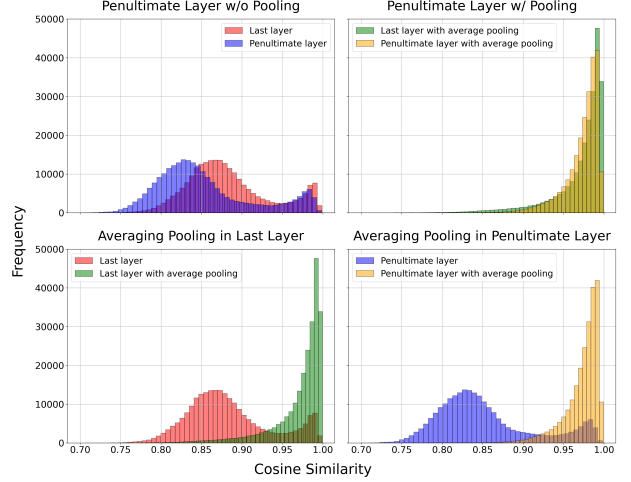 Penultimate Layer w/o Pooling
Penultimate Layer w/ Pooling
50000
40000
30000
20000
10000
0
Last layer
Penultimate layer
Last layer with average pooling
Penultimate layer with average pooling
Frequency
Averaging Pooling in Last Layer
Averaging Pooling in Penultimate Layer
50000
40000
30000
20000
10000
0
Last layer
Last layer with average pooling
Penultimate layer
Penultimate layer with average pooling
0.70 0.75 0.80 0.85 0.90 0.95 1.00
0.70 0.75 0.80 0.85 0.90 0.95 1.00
Cosine Similarity